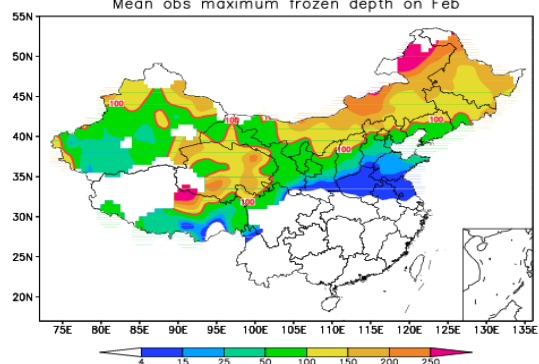 Mean obs maximum frozen depth on Feb
55N
50N
45N
40N
35N
30N
25N
20N
100
100
100
100
100
75E 80E 85E 90E 95E 100E 105E 110E 115E 120E 125E 130E 135E
4 15 25 50 100 150 200 250